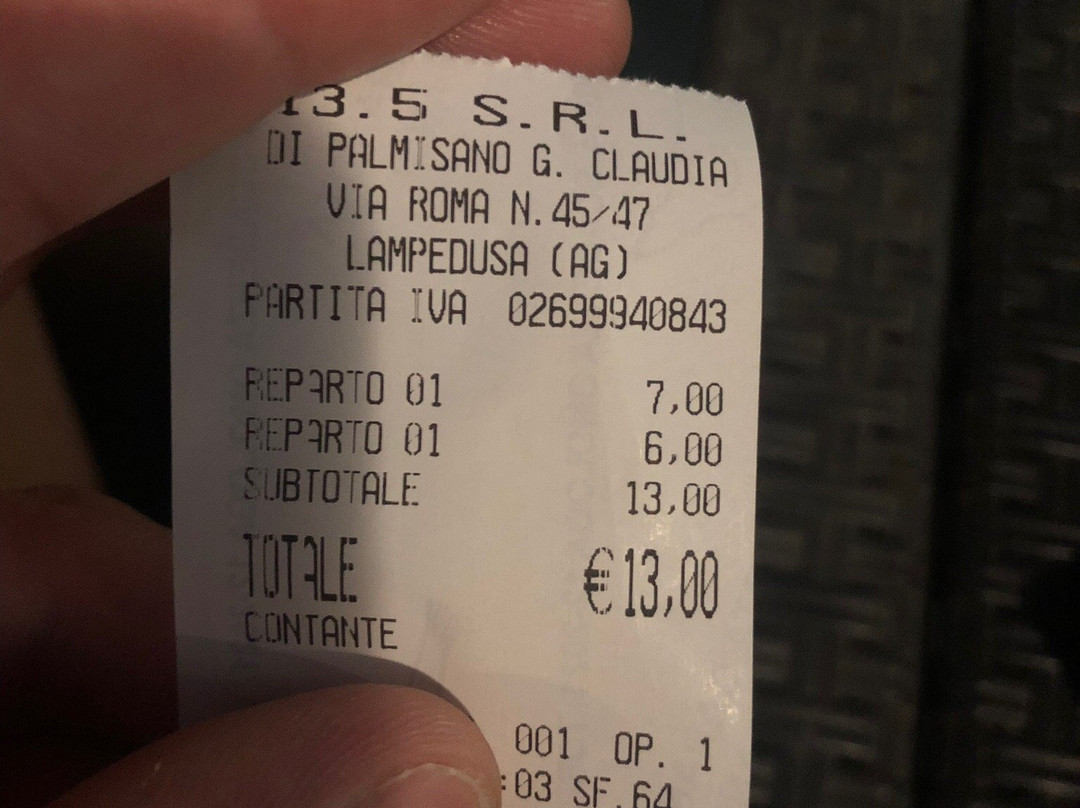 13.5 S.R.L.
DI PALMISANO G. CLAUDIA
VIA ROMA N.45/47
LAMPEDUSA (AG)
PARTITA IVA 02699940843
REPARTO 01 7,00
REPARTO 01 6,00
SUBTOTALE 13,00
TOTALE €13,00
CONTANTE
001 OP. 1
:03 SF.64